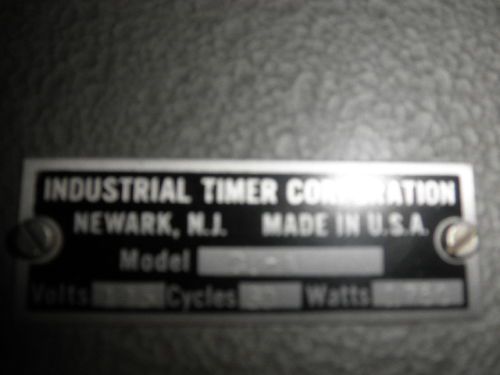 INDUSTRIAL TIMER CORPORATION
NEWARK, N.J. MADE IN U.S.A.
Model
Volts Cycles Watts